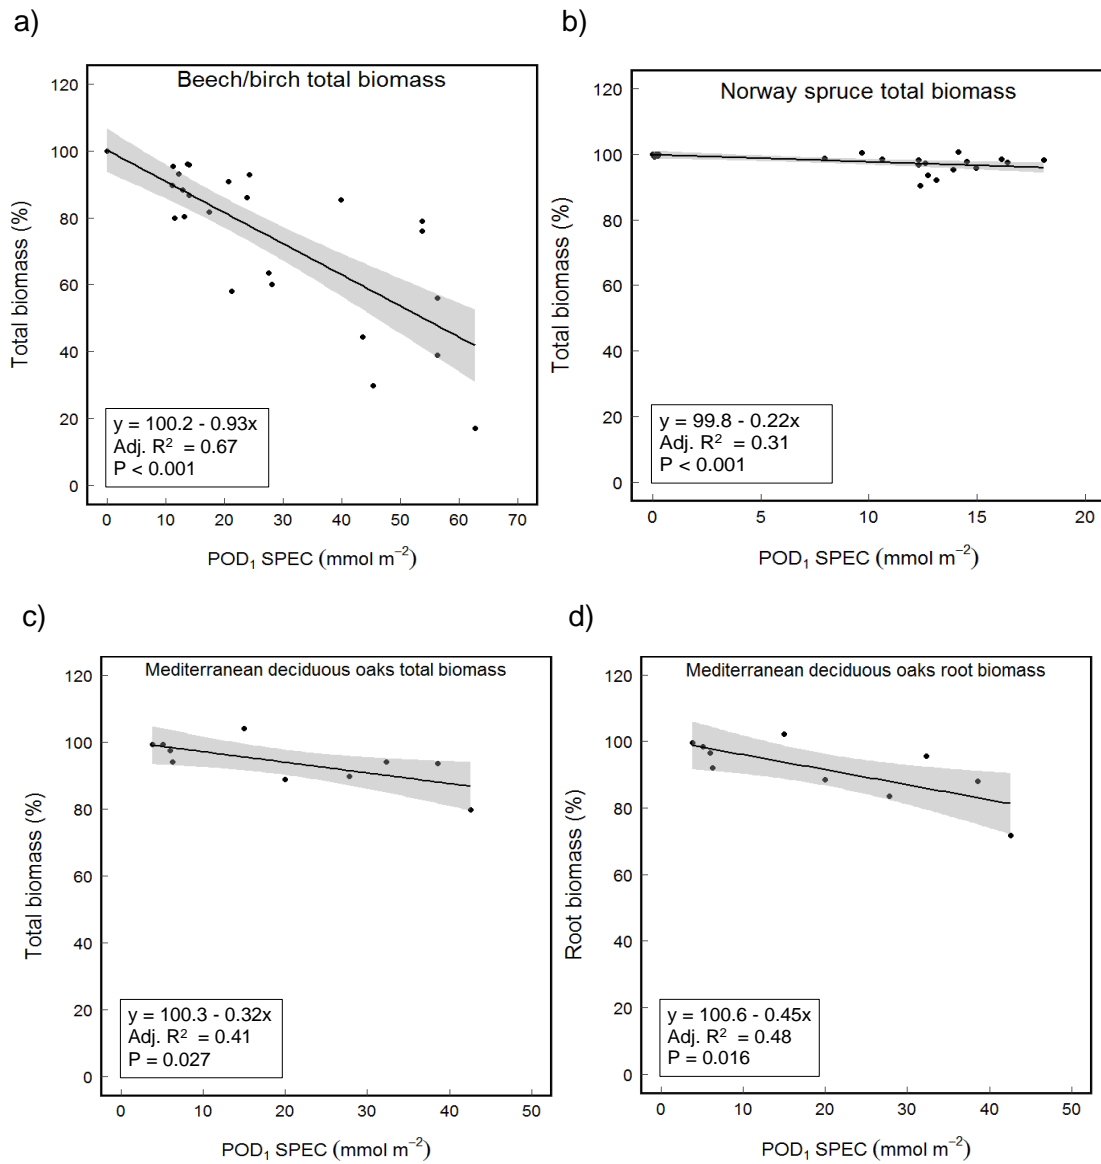 a)
Beech/birch total biomass
120
100
80
60
40
20
0
Total biomass (%)
y = 100.2 - 0.93x
Adj. R² = 0.67
P < 0.001
0 10 20 30 40 50 60 70
POD₁ SPEC (mmol m⁻²)
b)
Norway spruce total biomass
120
100
80
60
40
20
0
Total biomass (%)
y = 99.8 - 0.22x
Adj. R² = 0.31
P < 0.001
0 5 10 15 20
POD₁ SPEC (mmol m⁻²)
c)
Mediterranean deciduous oaks total biomass
120
100
80
60
40
20
0
Total biomass (%)
y = 100.3 - 0.32x
Adj. R² = 0.41
P = 0.027
0 10 20 30 40 50
POD₁ SPEC (mmol m⁻²)
d)
Mediterranean deciduous oaks root biomass
120
100
80
60
40
20
0
Root biomass (%)
y = 100.6 - 0.45x
Adj. R² = 0.48
P = 0.016
0 10 20 30 40 50
POD₁ SPEC (mmol m⁻²)